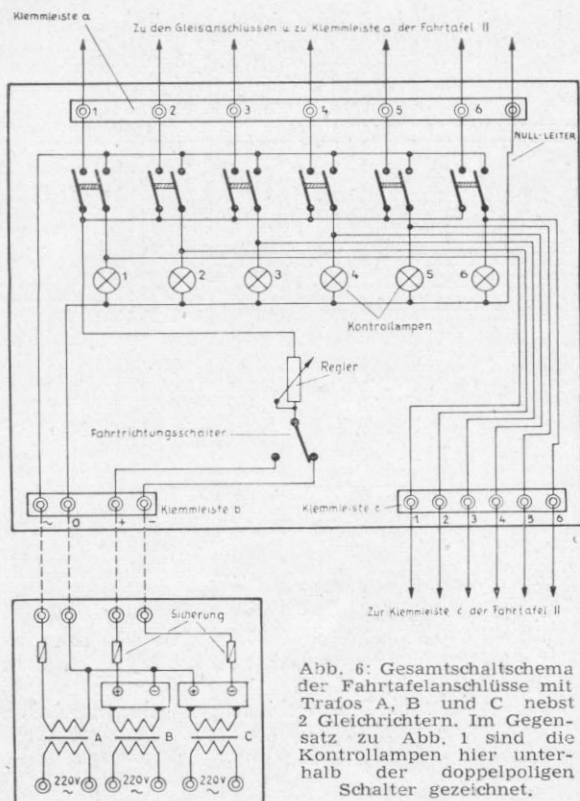 Klemmleiste a
Zu den Gleisanschlüssen u. zu Klemmleiste a der Fahrtafel II
1 2 3 4 5 6
NULL-LEITER
1 2 3 4 5 6
Kontrollampen
Regler
Fahrtrichtungsschalter
~ 0 + -
Klemmleiste b
Klemmleiste c
1 2 3 4 5 6
Zur Klemmleiste c der Fahrtafel II
Sicherung
+ - + -
A B C
220V ~ 220V ~ 220V ~
Abb. 6: Gesamtschaltschema
der Fahrtafelanschlüsse mit
Trafos A, B und C nebst
2 Gleichrichtern. Im Gegen-
satz zu Abb. 1 sind die
Kontrollampen hier unter-
halb der doppelpoligen
Schalter gezeichnet.